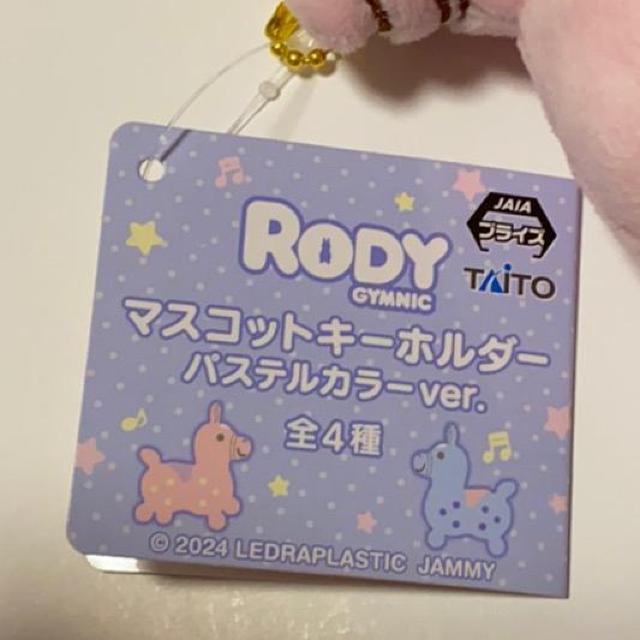 RODY
GYMNIC
JAIA
プライズ
TAITO
マスコットキーホルダー
パステルカラーver.
全4種
© 2024 LEDRAPLASTIC JAMMY